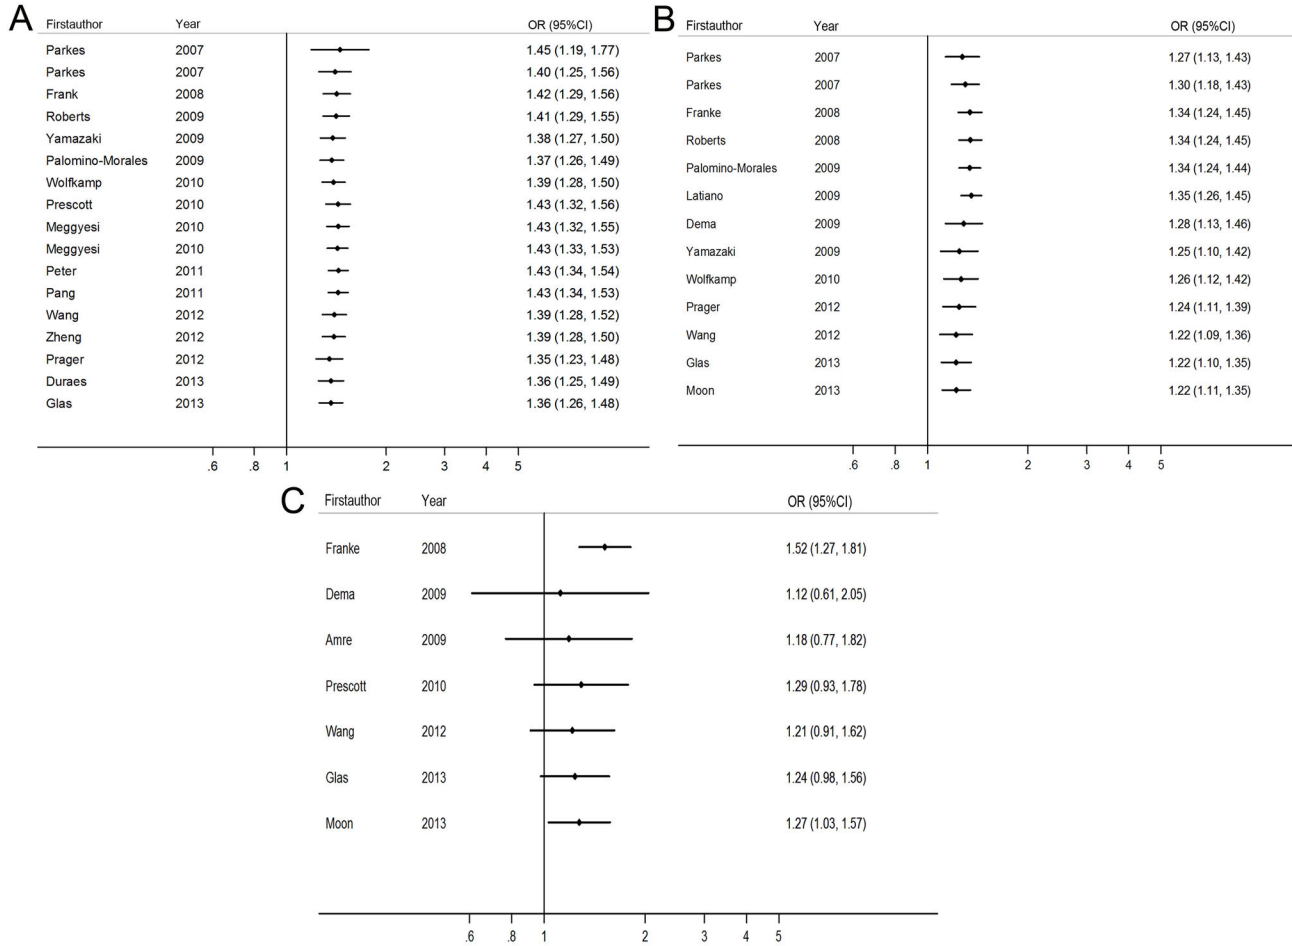 A
Firstauthor Year OR (95%CI)
Parkes 2007 1.45 (1.19, 1.77)
Parkes 2007 1.40 (1.25, 1.56)
Frank 2008 1.42 (1.29, 1.56)
Roberts 2009 1.41 (1.29, 1.55)
Yamazaki 2009 1.38 (1.27, 1.50)
Palomino-Morales 2009 1.37 (1.26, 1.49)
Wolfkamp 2010 1.39 (1.28, 1.50)
Prescott 2010 1.43 (1.32, 1.56)
Meggyesi 2010 1.43 (1.32, 1.55)
Meggyesi 2010 1.43 (1.33, 1.53)
Peter 2011 1.43 (1.34, 1.54)
Pang 2011 1.43 (1.34, 1.53)
Wang 2012 1.39 (1.28, 1.52)
Zheng 2012 1.39 (1.28, 1.50)
Prager 2012 1.35 (1.23, 1.48)
Duraes 2013 1.36 (1.25, 1.49)
Glas 2013 1.36 (1.26, 1.48)
.6 .8 1 2 3 4 5
B
Firstauthor Year OR (95%CI)
Parkes 2007 1.27 (1.13, 1.43)
Parkes 2007 1.30 (1.18, 1.43)
Franke 2008 1.34 (1.24, 1.45)
Roberts 2008 1.34 (1.24, 1.45)
Palomino-Morales 2009 1.34 (1.24, 1.44)
Latiano 2009 1.35 (1.26, 1.45)
Dema 2009 1.28 (1.13, 1.46)
Yamazaki 2009 1.25 (1.10, 1.42)
Wolfkamp 2010 1.26 (1.12, 1.42)
Prager 2012 1.24 (1.11, 1.39)
Wang 2012 1.22 (1.09, 1.36)
Glas 2013 1.22 (1.10, 1.35)
Moon 2013 1.22 (1.11, 1.35)
.6 .8 1 2 3 4 5
C
Firstauthor Year OR (95%CI)
Franke 2008 1.52 (1.27, 1.81)
Dema 2009 1.12 (0.61, 2.05)
Amre 2009 1.18 (0.77, 1.82)
Prescott 2010 1.29 (0.93, 1.78)
Wang 2012 1.21 (0.91, 1.62)
Glas 2013 1.24 (0.98, 1.56)
Moon 2013 1.27 (1.03, 1.57)
.6 .8 1 2 3 4 5